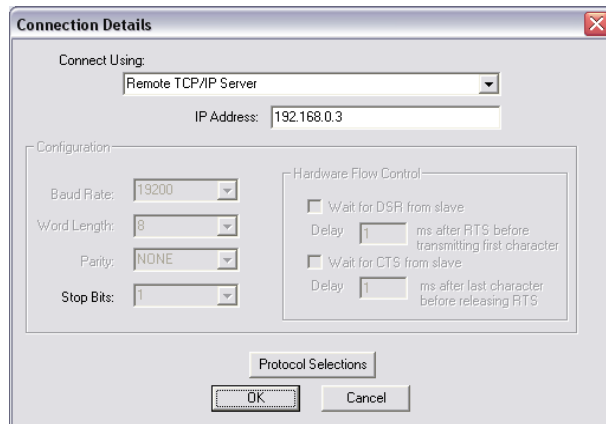 Connection Details
Connect Using:
Remote TCP/IP Server
IP Address: 192.168.0.3
Configuration
Baud Rate: 19200
Word Length: 8
Parity: NONE
Stop Bits: 1
Hardware Flow Control
Wait for DSR from slave
Delay 1 ms after RTS before
transmitting first character
Wait for CTS from slave
Delay 1 ms after last character
before releasing RTS
Protocol Selections
OK Cancel